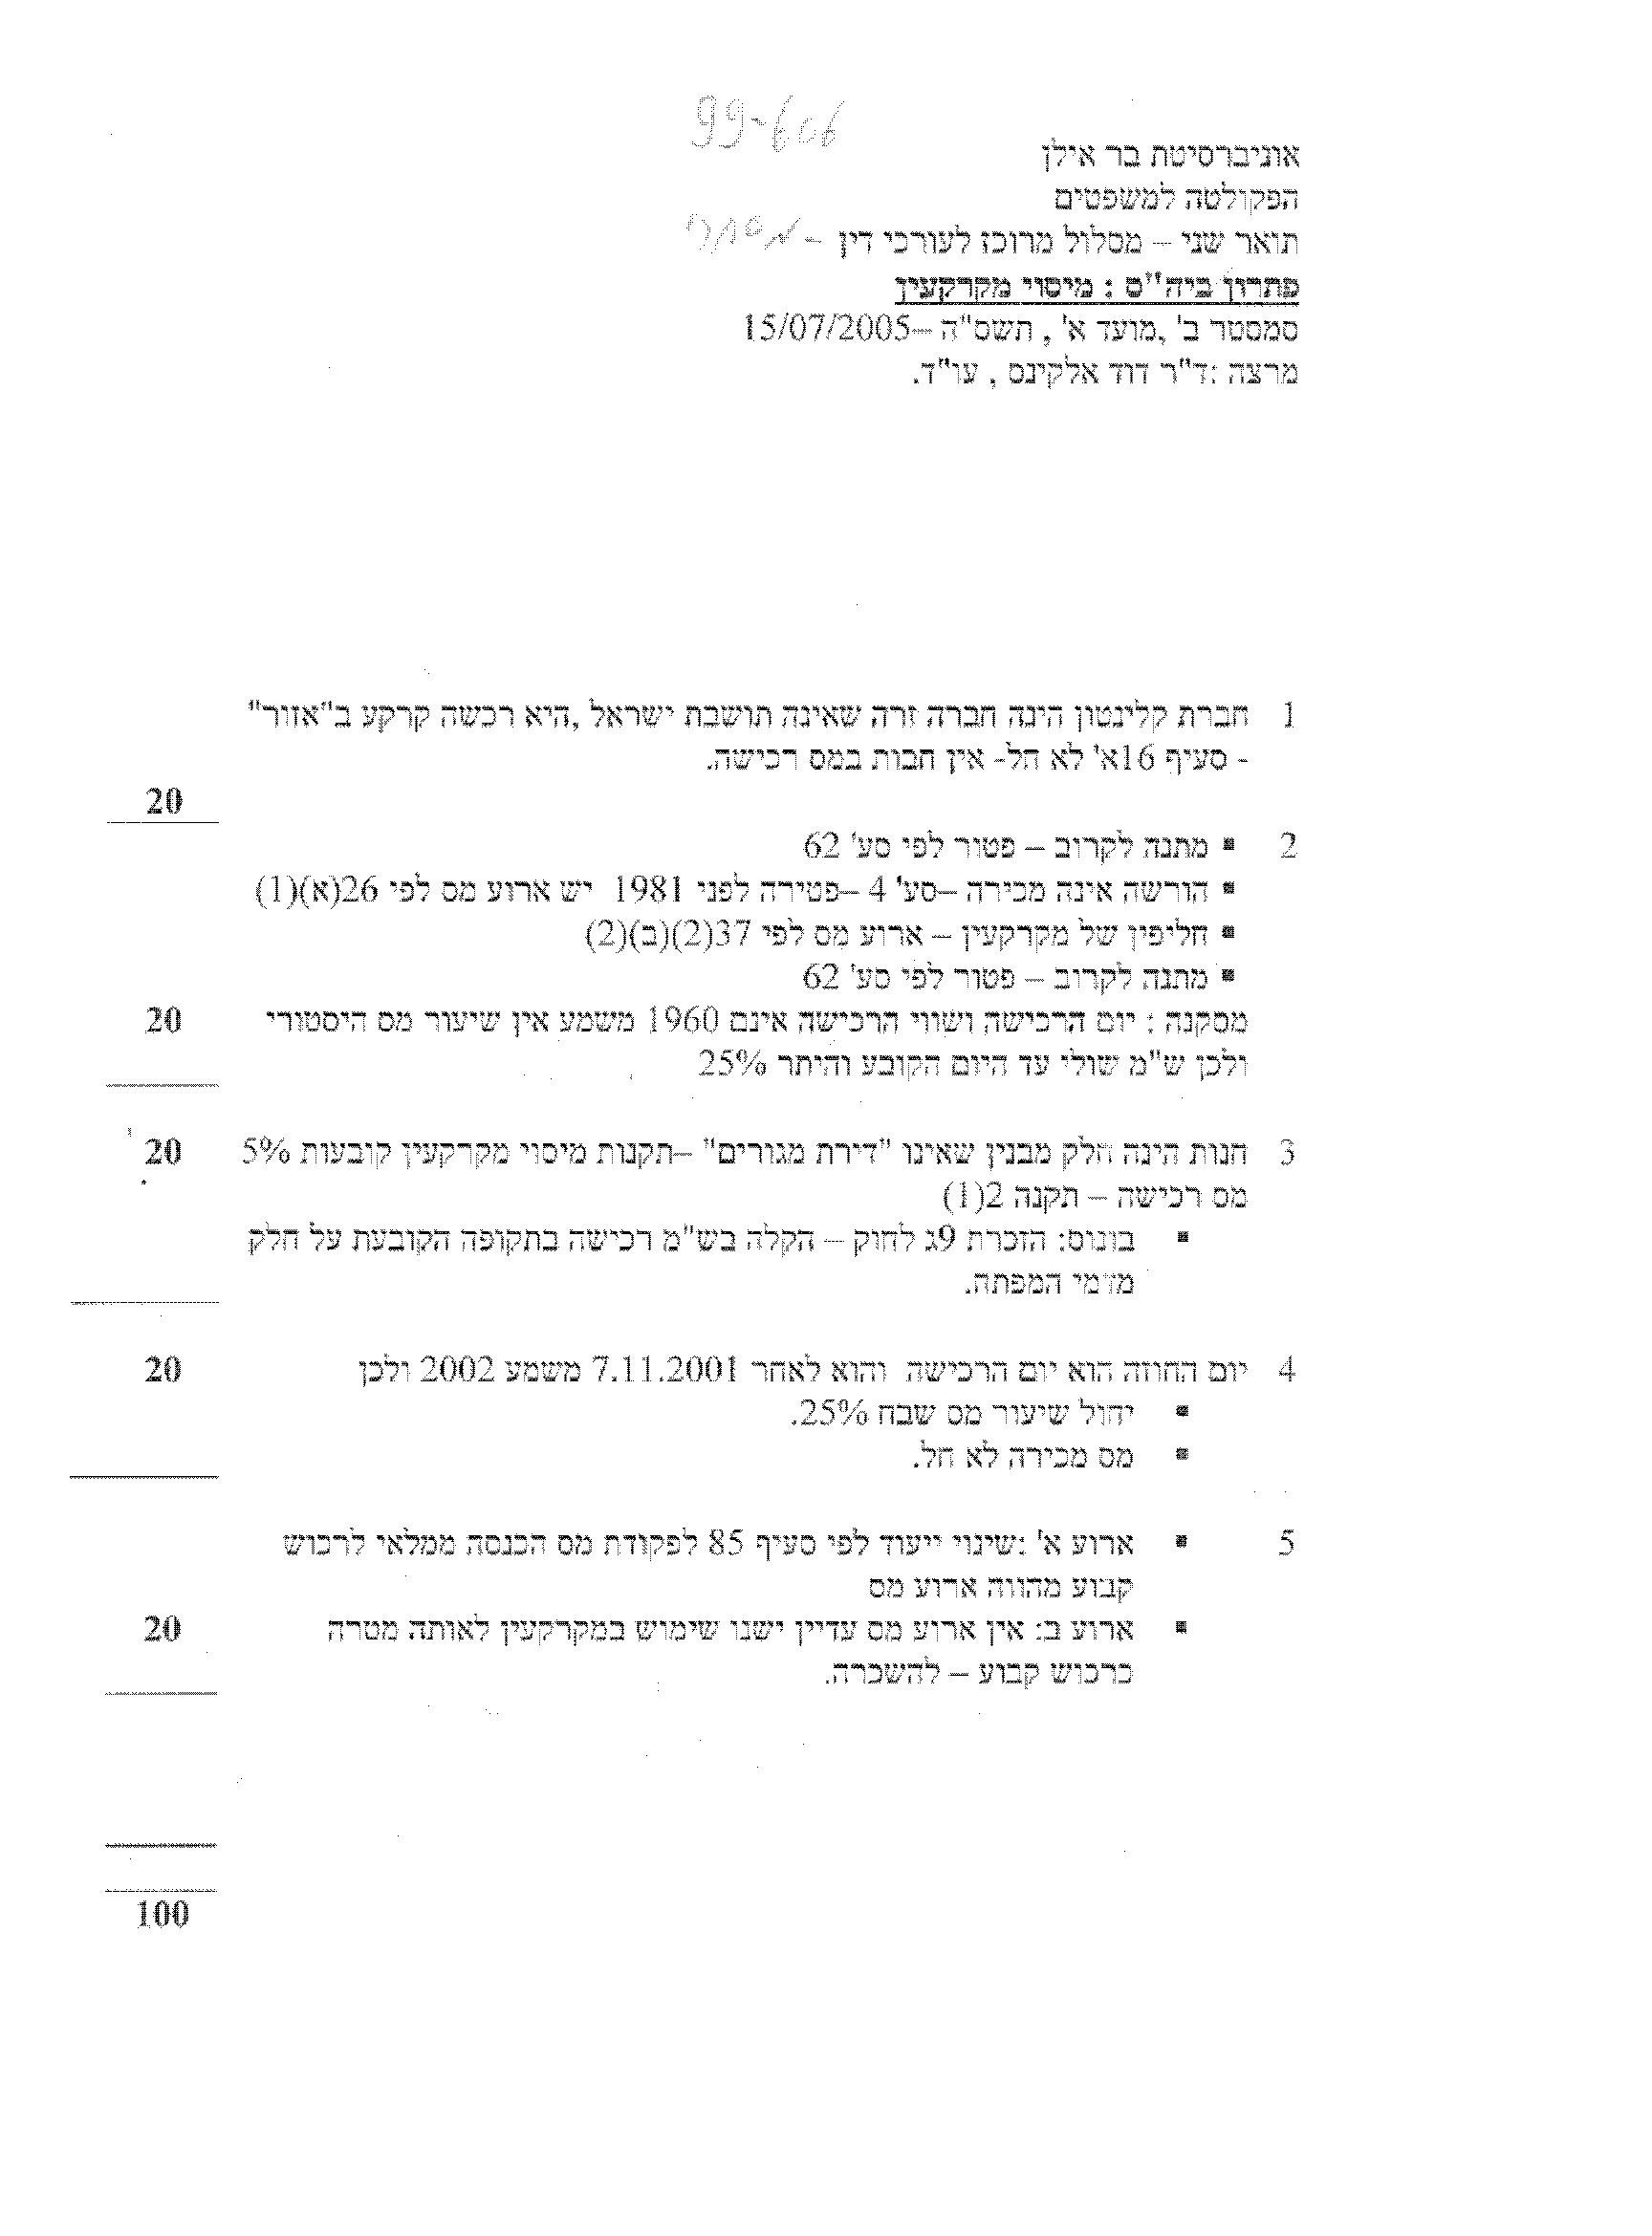 99-605
אוניברסיטת בר אילן
הפקולטה למשפטים
תואר שני – מסלול מרוכז לעורכי דין –
פתרון ביה"ס : מיסוי מקרקעין
סמסטר ב' ,מועד א' , תשס"ה –15/07/2005
מרצה :ד"ר דוד אלקינס , עו"ד.
1 חברת קלינטון הינה חברה זרה שאינה תושבת ישראל ,היא רכשה קרקע ב"אזור"
- סעיף 16א' לא חל- אין חבות במס רכישה.
20
2 ▪ מתנה לקרוב – פטור לפי סע' 62
▪ הורשה אינה מכירה –סע' 4 –פטירה לפני 1981 יש ארוע מס לפי 26(א)(1)
▪ חליפין של מקרקעין – ארוע מס לפי 37(2)(ב)(2)
▪ מתנה לקרוב – פטור לפי סע' 62
מסקנה : יום הרכישה ושווי הרכישה אינם 1960 משמע אין שיעור מס היסטורי 20
ולכן ש"מ שולי עד היום הקובע והיתר 25%
3 חנות הינה חלק מבנין שאינו "דירת מגורים" –תקנות מיסוי מקרקעין קובעות 5% 20
מס רכישה – תקנה 2(1)
▪ בונוס: הזכרת 9ג לחוק – הקלה בש"מ רכישה בתקופה הקובעת על חלק
מדמי המפתח.
4 יום החוזה הוא יום הרכישה והוא לאחר 7.11.2001 משמע 2002 ולכן 20
▪ יחול שיעור מס שבח 25%.
▪ מס מכירה לא חל.
5 ▪ ארוע א' :שינוי ייעוד לפי סעיף 85 לפקודת מס הכנסה ממלאי לרכוש
קבוע מהווה ארוע מס
▪ ארוע ב: אין ארוע מס עדיין ישנו שימוש במקרקעין לאותה מטרה 20
כרכוש קבוע – להשכרה.
100